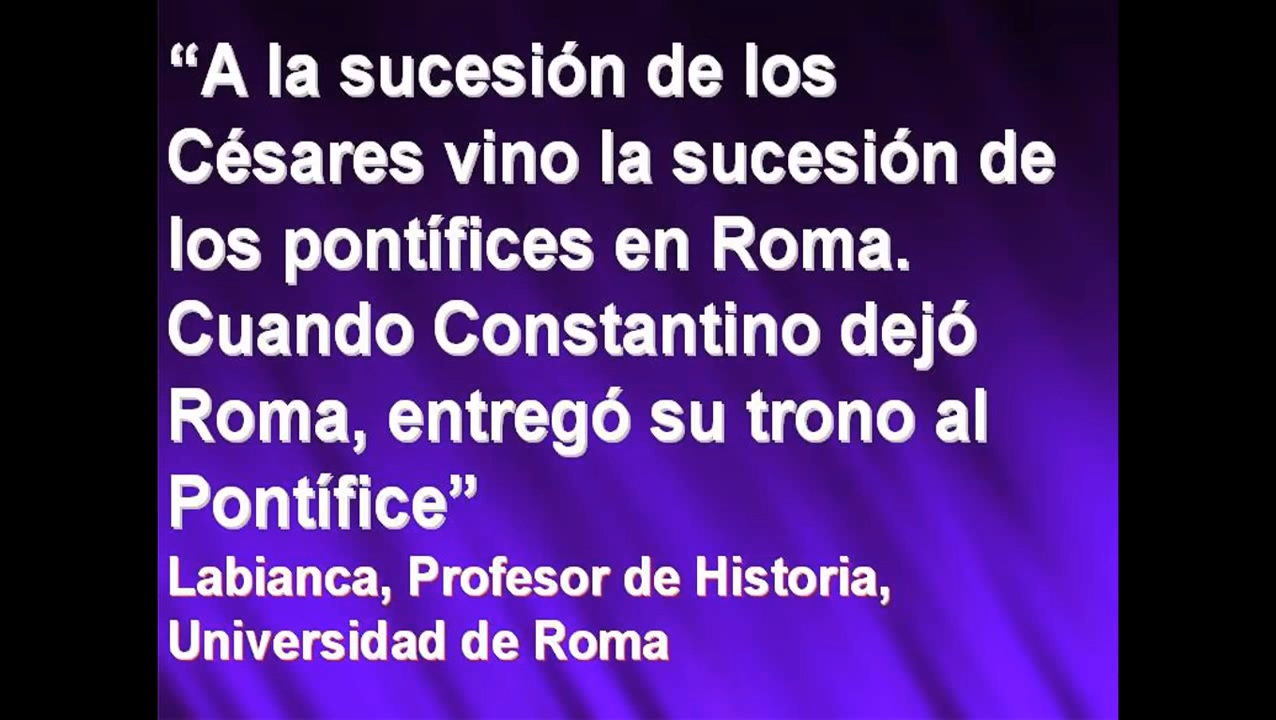 “A la sucesión de los
Césares vino la sucesión de
los pontífices en Roma.
Cuando Constantino dejó
Roma, entregó su trono al
Pontífice”
Labianca, Profesor de Historia,
Universidad de Roma